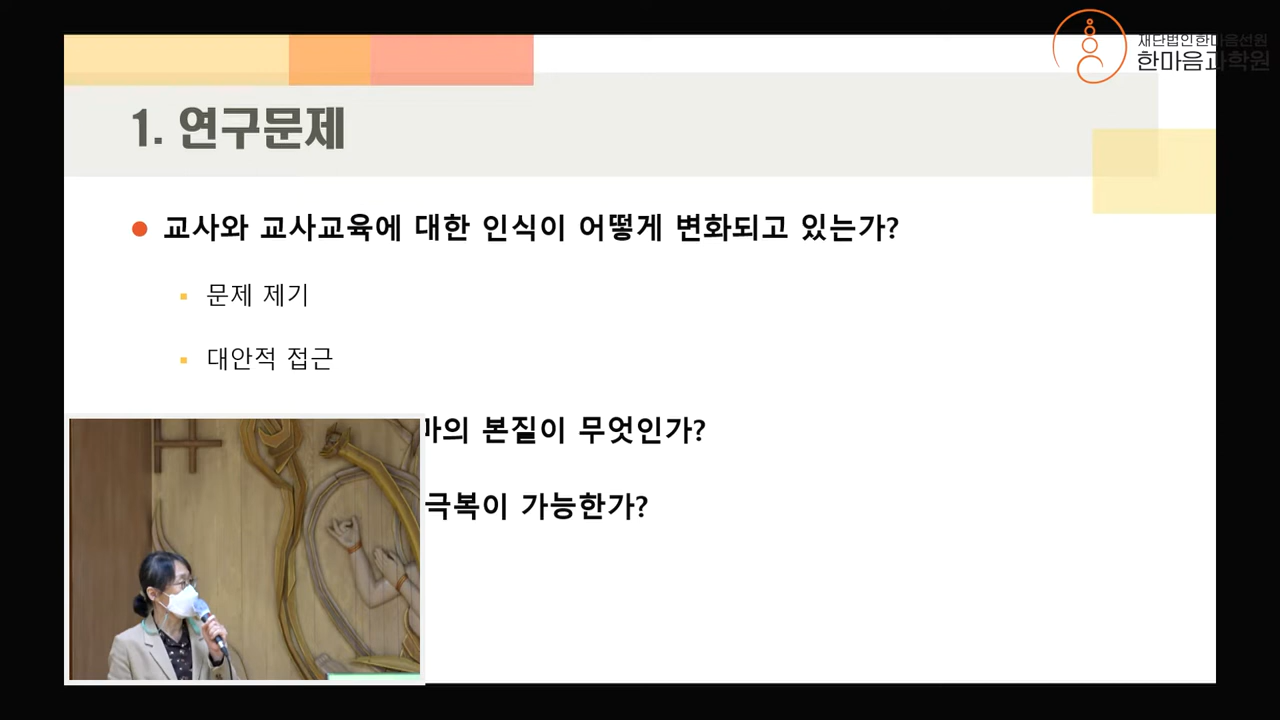 재단법인한마음선원
한마음과학원
1. 연구문제
교사와 교사교육에 대한 인식이 어떻게 변화되고 있는가?
문제 제기
대안적 접근
마의 본질이 무엇인가?
극복이 가능한가?